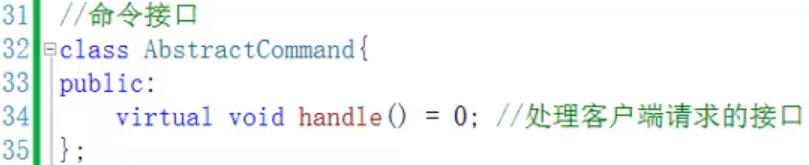 31 //命令接口
32 class AbstractCommand{
33 public:
34     virtual void handle() = 0; //处理客户端请求的接口
35 };